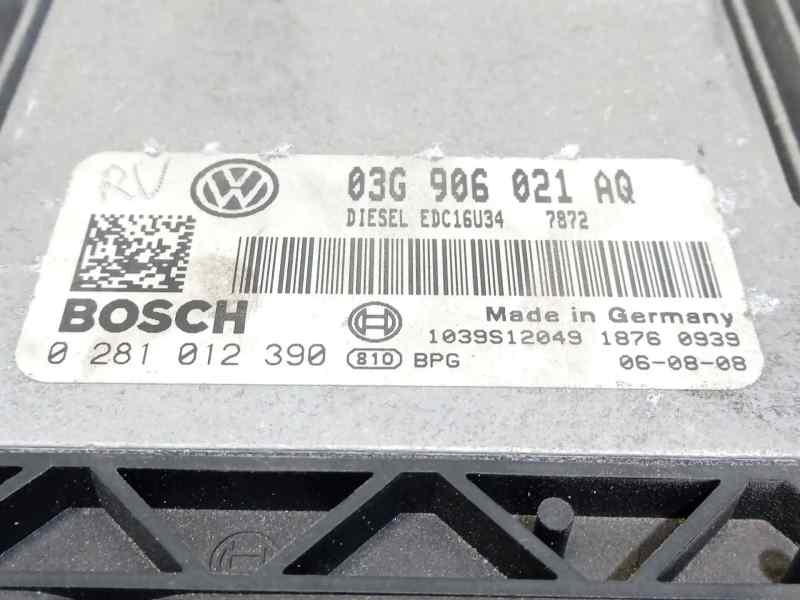 RV
VW
03G 906 021 AQ
DIESEL EDC16U34 7872
BOSCH
Made in Germany
1039S12049 1876 0939
0 281 012 390 810 BPG 06-08-08